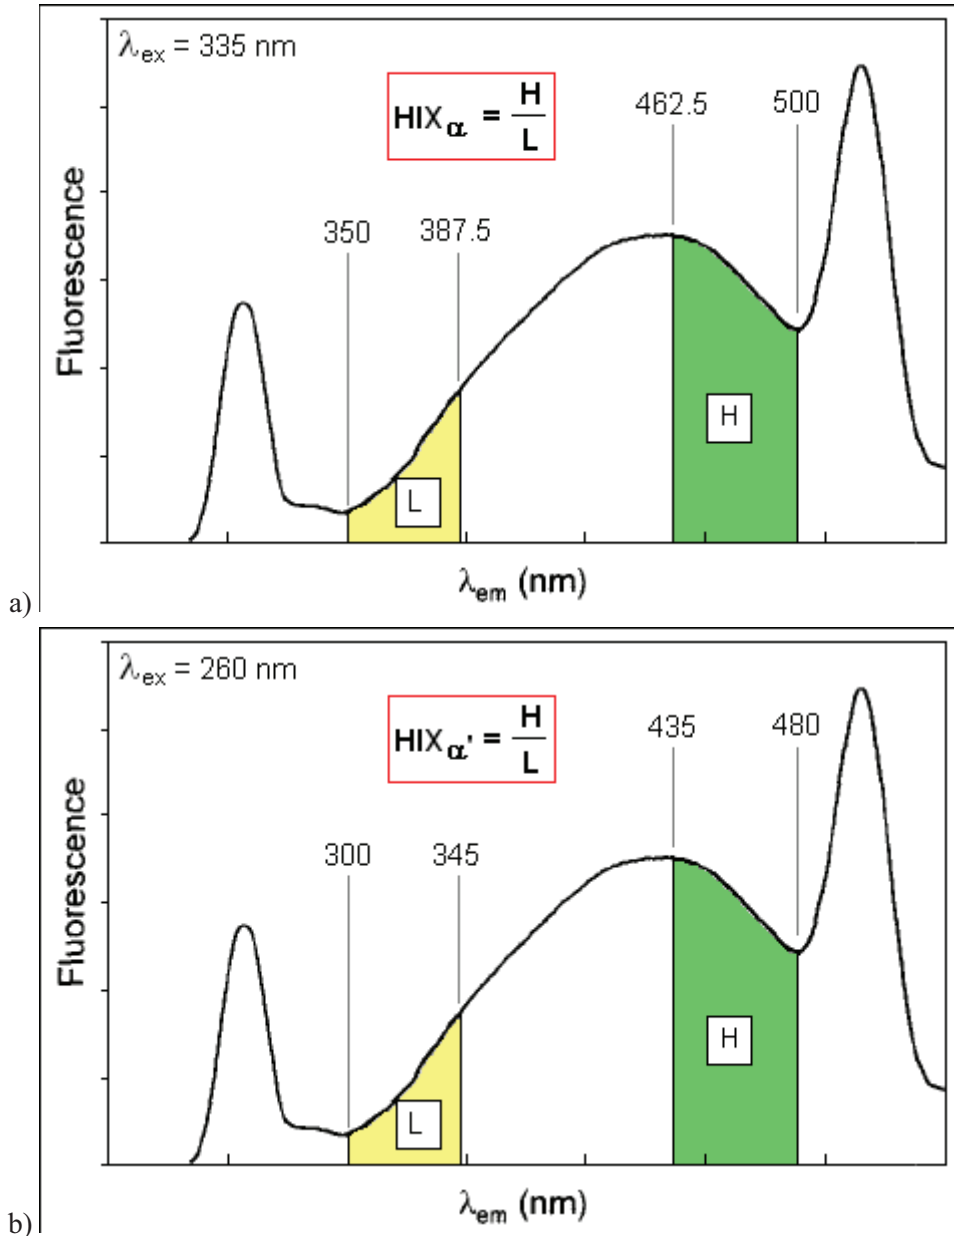 λex = 335 nm
HIXα = H
L
462.5
500
350
387.5
Fluorescence
H
L
λem (nm)
a)
λex = 260 nm
HIXα' = H
L
435
480
300
345
Fluorescence
H
L
λem (nm)
b)